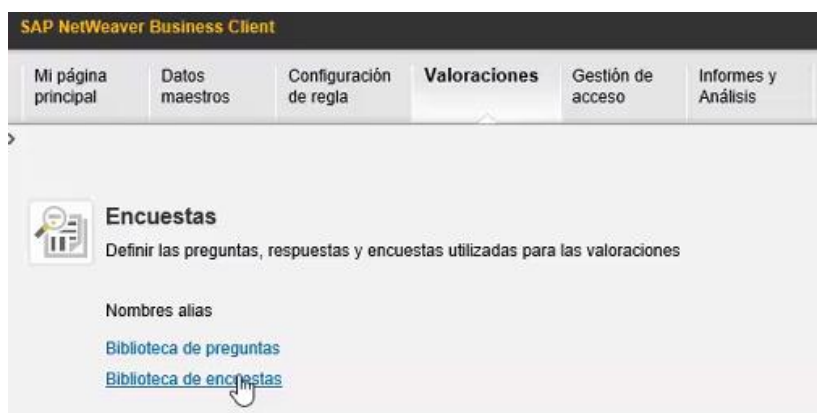 SAP NetWeaver Business Client
Mi página principal
Datos maestros
Configuración de regla
Valoraciones
Gestión de acceso
Informes y Análisis
Encuestas
Definir las preguntas, respuestas y encuestas utilizadas para las valoraciones
Nombres alias
Biblioteca de preguntas
Biblioteca de encuestas